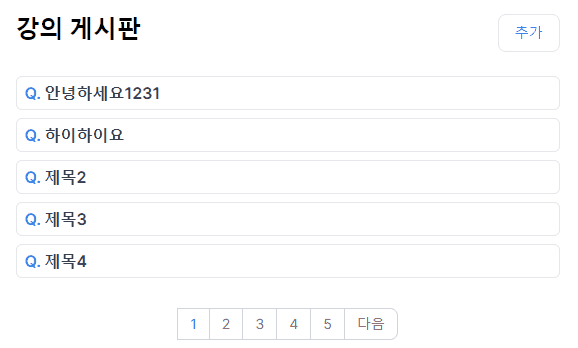 강의 게시판
추가
Q. 안녕하세요1231
Q. 하이하이요
Q. 제목2
Q. 제목3
Q. 제목4
1 2 3 4 5 다음